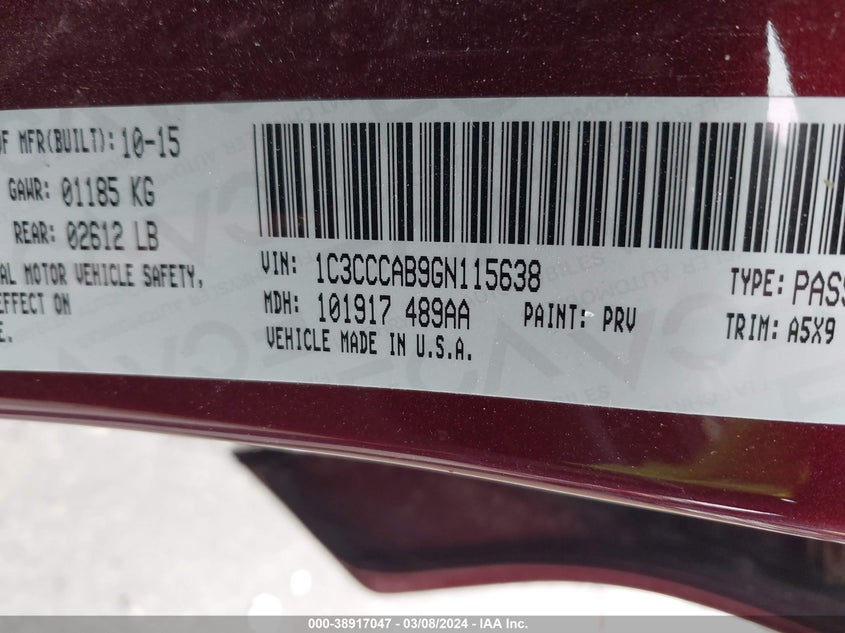 OF MFR(BUILT): 10-15
GAWR: 01185 KG
REAR: 02612 LB
AL MOTOR VEHICLE SAFETY,
EFFECT ON
E.
VIN: 1C3CCCAB9GN115638
MDH: 101917 489AA PAINT: PRV
VEHICLE MADE IN U.S.A.
TYPE: PASS
TRIM: A5X9
000-38917047 — 03/08/2024 — IAA Inc.